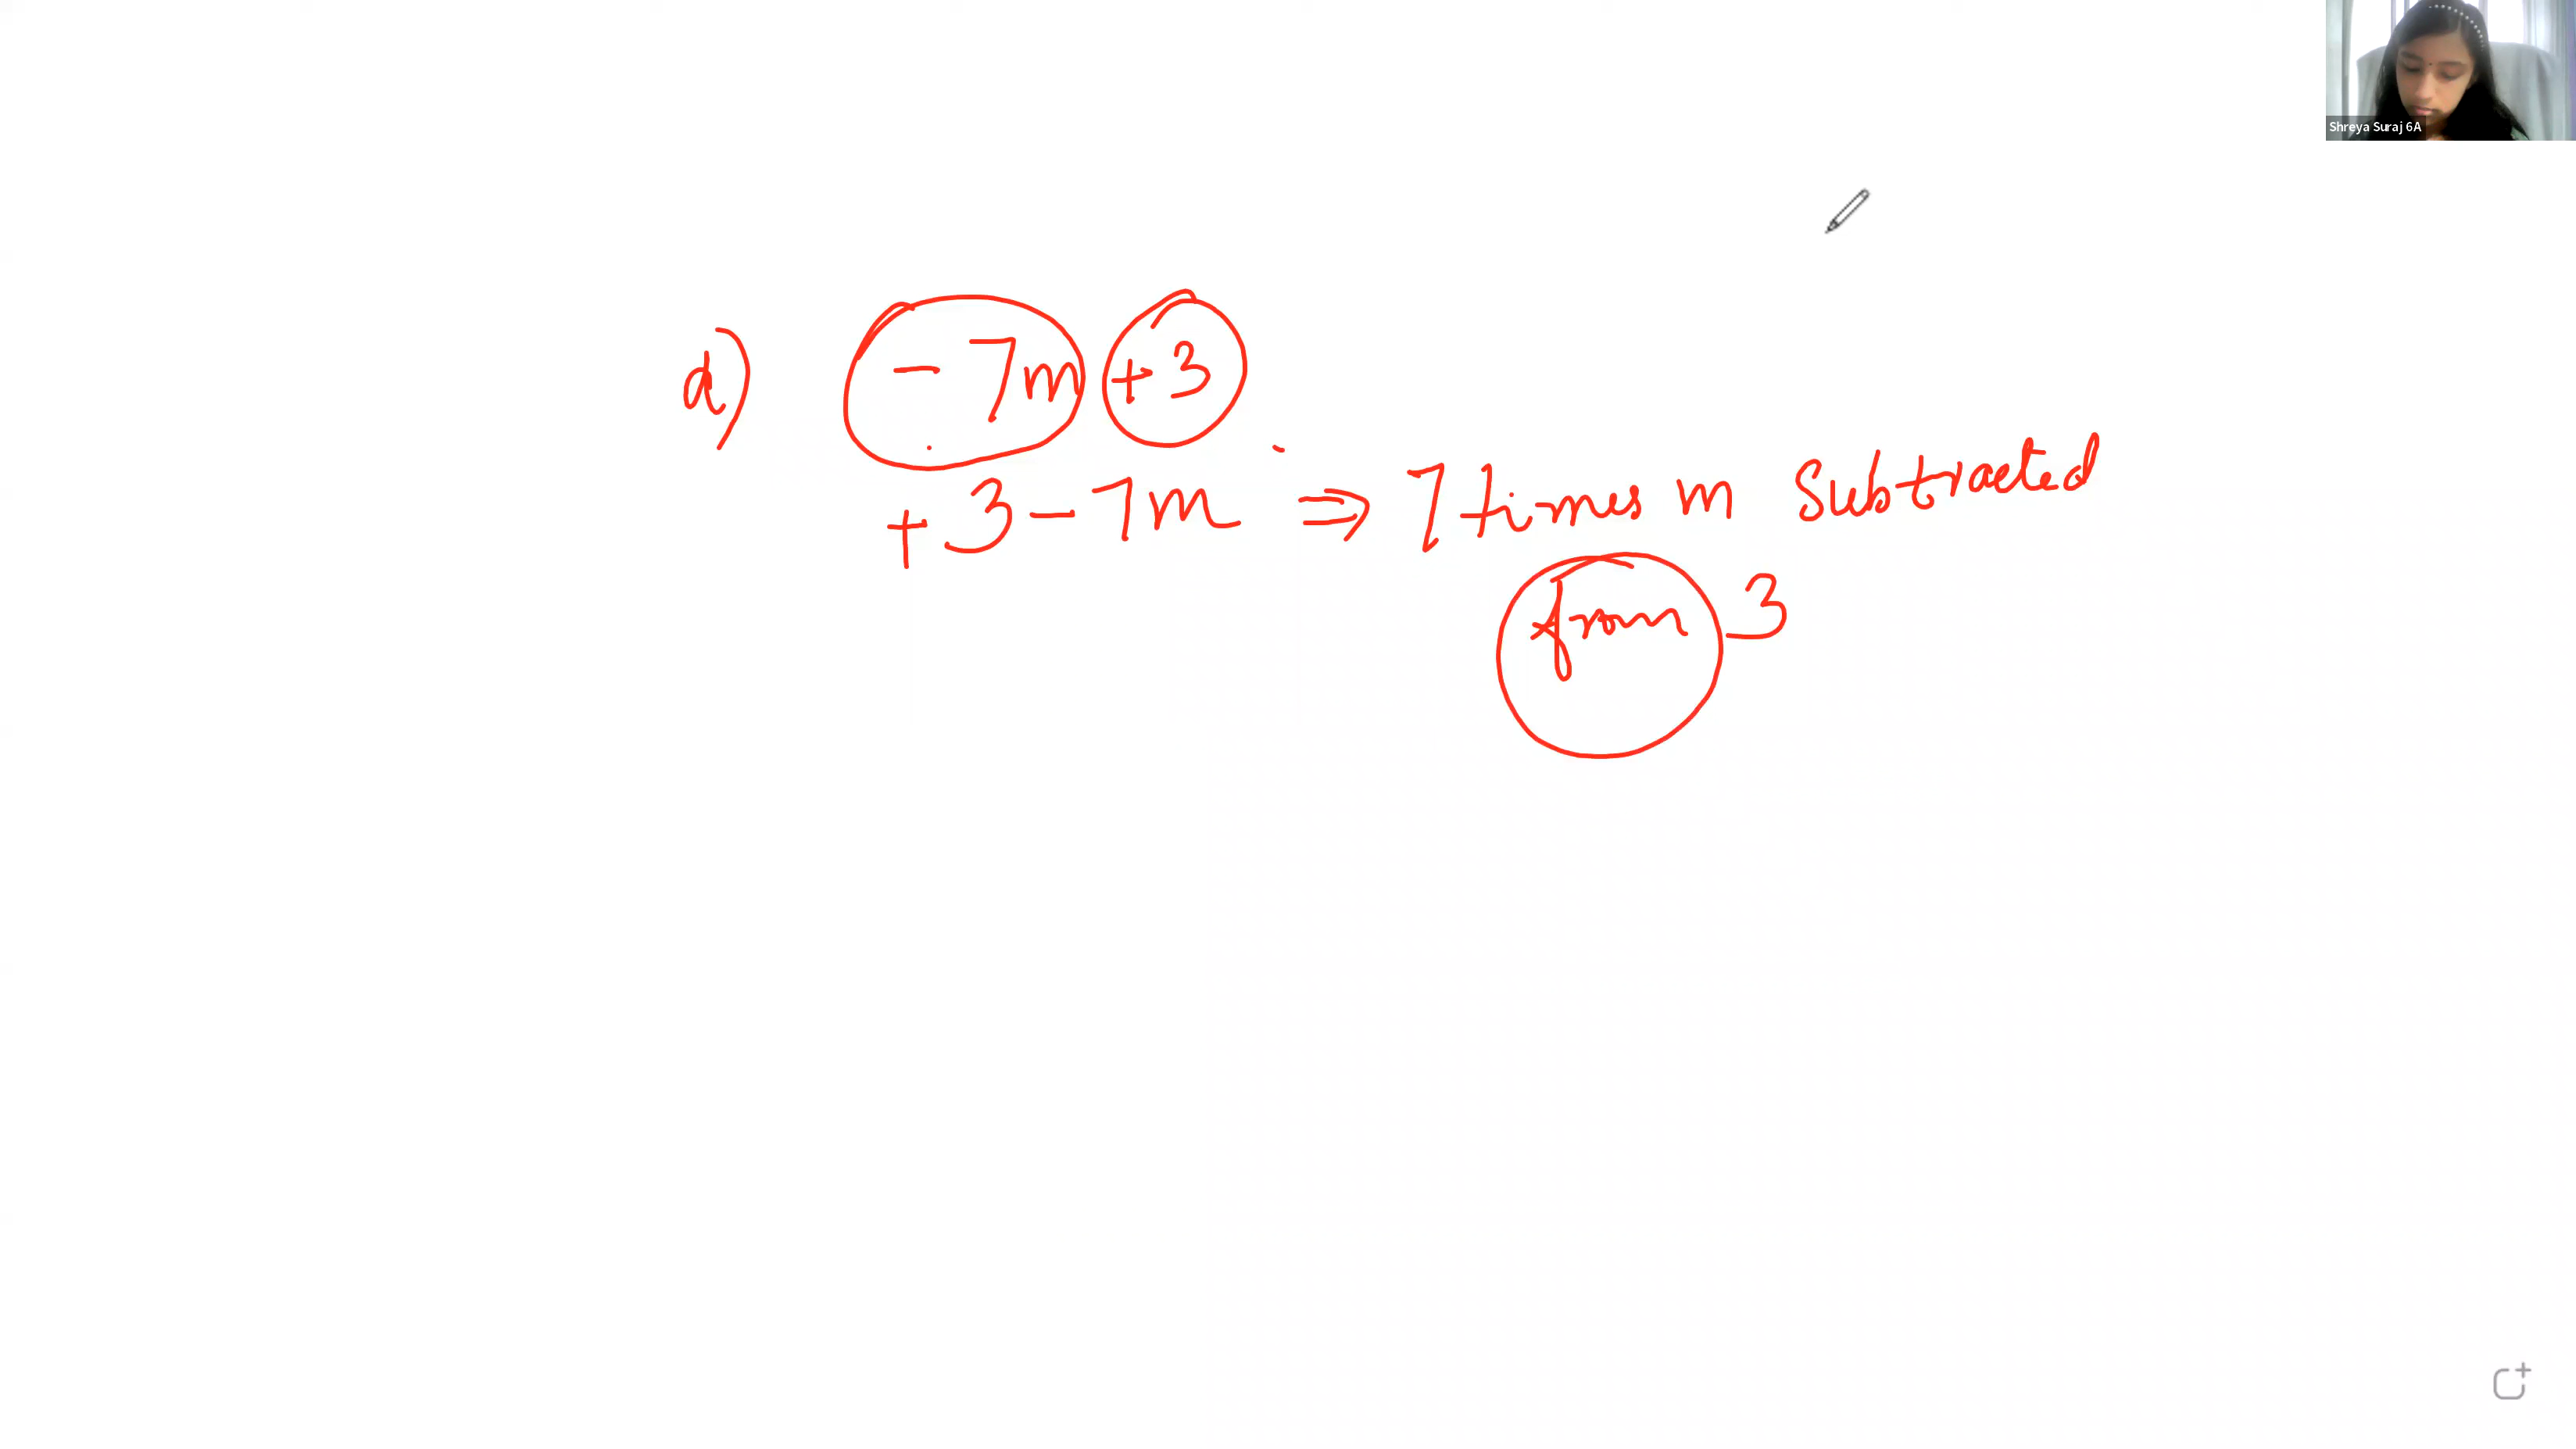 Shreya Suraj 6A
d) - 7m + 3
+ 3 - 7m ⇒ 7 times m Subtracted
from 3